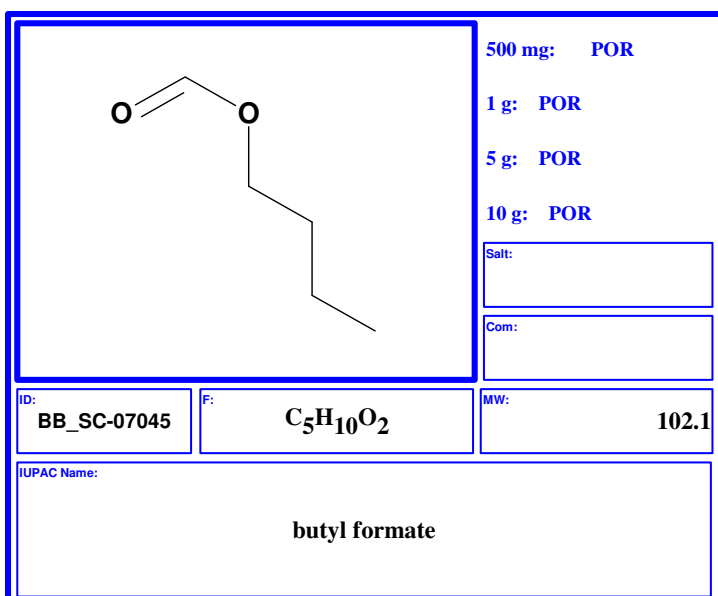 O
O
500 mg: POR
1 g: POR
5 g: POR
10 g: POR
Salt:
Com:
ID:
BB_SC-07045
F:
C5H10O2
MW:
102.1
IUPAC Name:
butyl formate